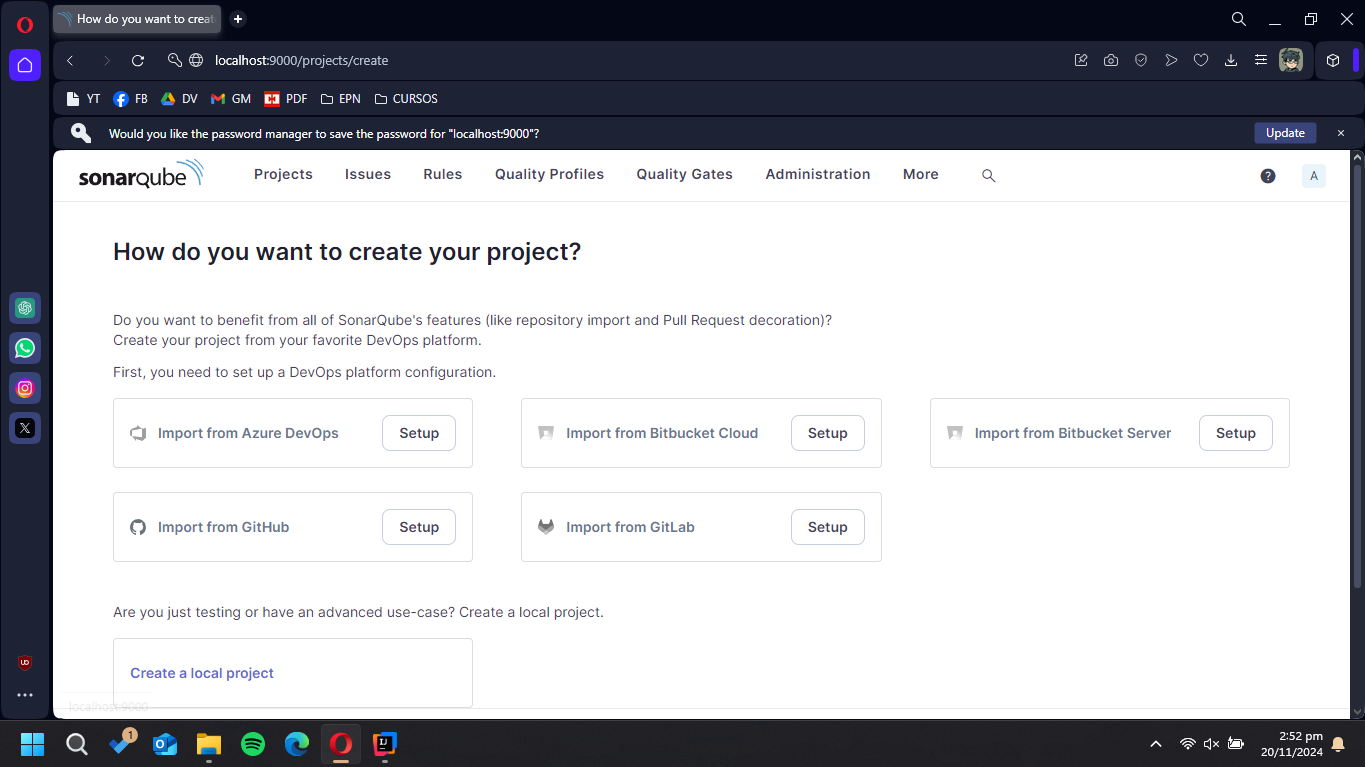 How do you want to creat
localhost:9000/projects/create
YT FB DV GM PDF EPN CURSOS
Would you like the password manager to save the password for "localhost:9000"?
Update
sonarqube
Projects Issues Rules Quality Profiles Quality Gates Administration More
A
How do you want to create your project?
Do you want to benefit from all of SonarQube's features (like repository import and Pull Request decoration)?
Create your project from your favorite DevOps platform.
First, you need to set up a DevOps platform configuration.
Import from Azure DevOps Setup
Import from Bitbucket Cloud Setup
Import from Bitbucket Server Setup
Import from GitHub Setup
Import from GitLab Setup
Are you just testing or have an advanced use-case? Create a local project.
Create a local project
localhost:9000
1
2:52 pm
20/11/2024